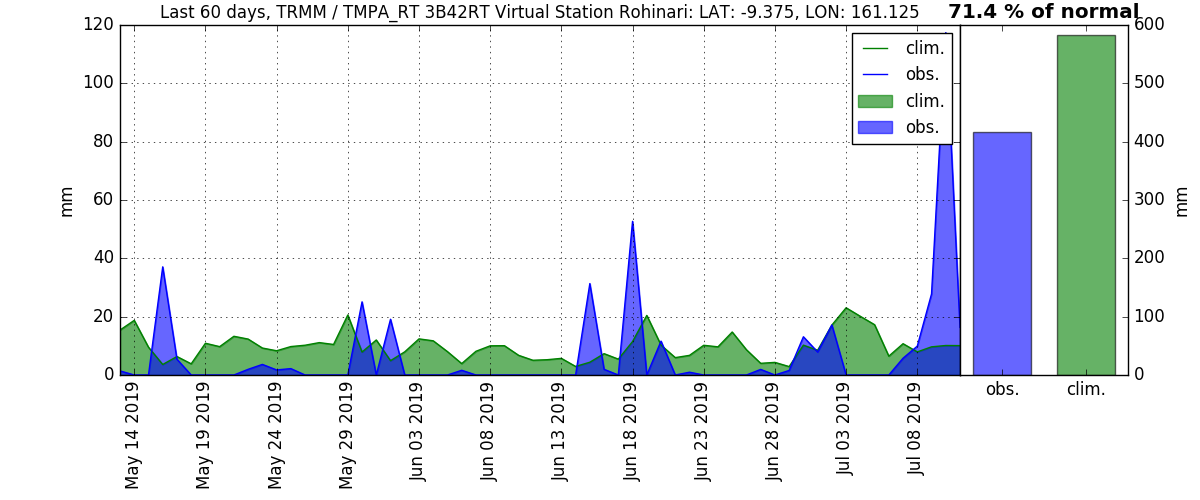 Last 60 days, TRMM / TMPA_RT 3B42RT Virtual Station Rohinari: LAT: -9.375, LON: 161.125
71.4 % of normal
120
100
80
60
40
20
0
mm
clim.
obs.
clim.
obs.
600
500
400
300
200
100
0
mm
May 14 2019
May 19 2019
May 24 2019
May 29 2019
Jun 03 2019
Jun 08 2019
Jun 13 2019
Jun 18 2019
Jun 23 2019
Jun 28 2019
Jul 03 2019
Jul 08 2019
obs.
clim.